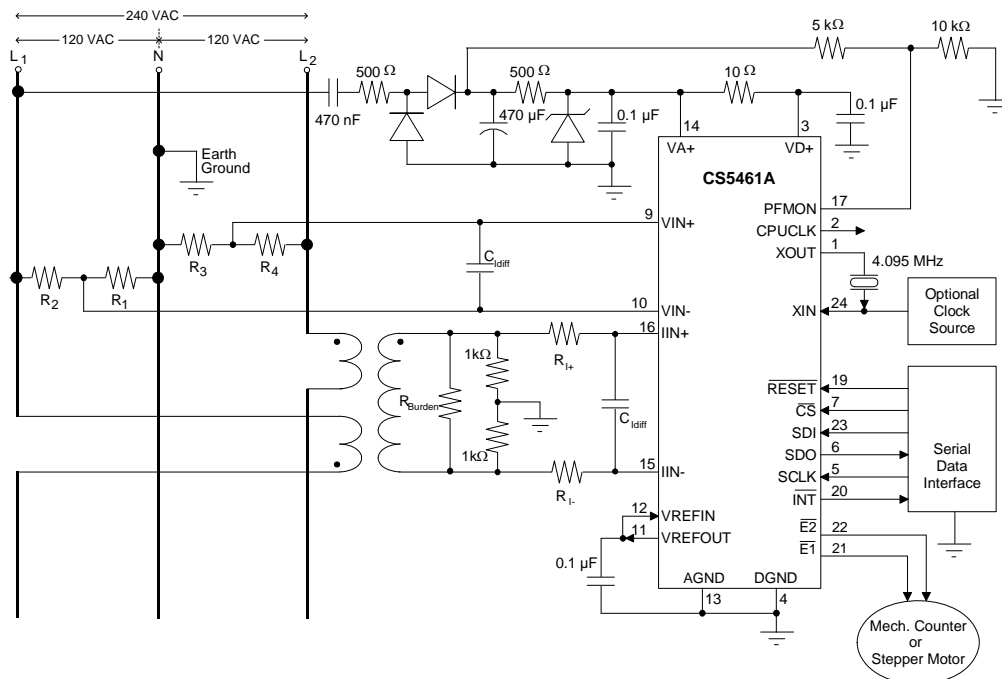 240 VAC
120 VAC
120 VAC
L1
N
L2
5 kΩ
10 kΩ
500 Ω
500 Ω
10 Ω
470 nF
470 µF
0.1 µF
0.1 µF
Earth
Ground
14
3
VA+
VD+
CS5461A
9
VIN+
PFMON
17
CPUCLK
2
XOUT
1
4.095 MHz
R3
R4
CIdiff
R2
R1
10
VIN-
XIN
24
Optional
Clock
Source
16
IIN+
RI+
1kΩ
RBurden
CIdiff
1kΩ
RI-
15
IIN-
RESET
19
CS
7
SDI
23
SDO
6
SCLK
5
INT
20
Serial
Data
Interface
12
VREFIN
11
VREFOUT
E2
22
E1
21
0.1 µF
AGND
DGND
13
4
Mech. Counter
or
Stepper Motor